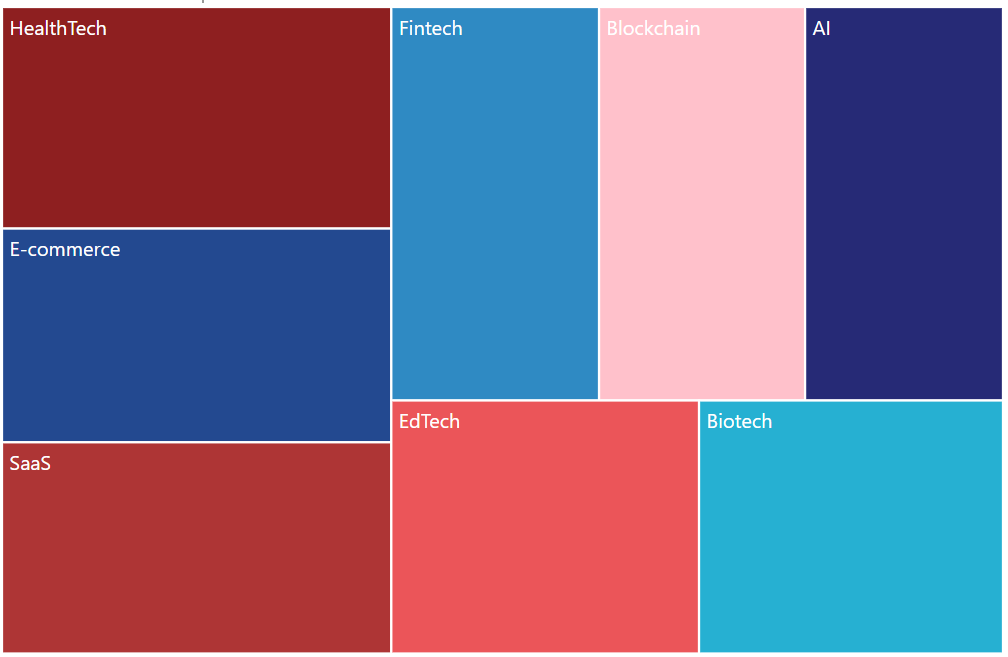 HealthTech
E-commerce
SaaS
Fintech
Blockchain
AI
EdTech
Biotech